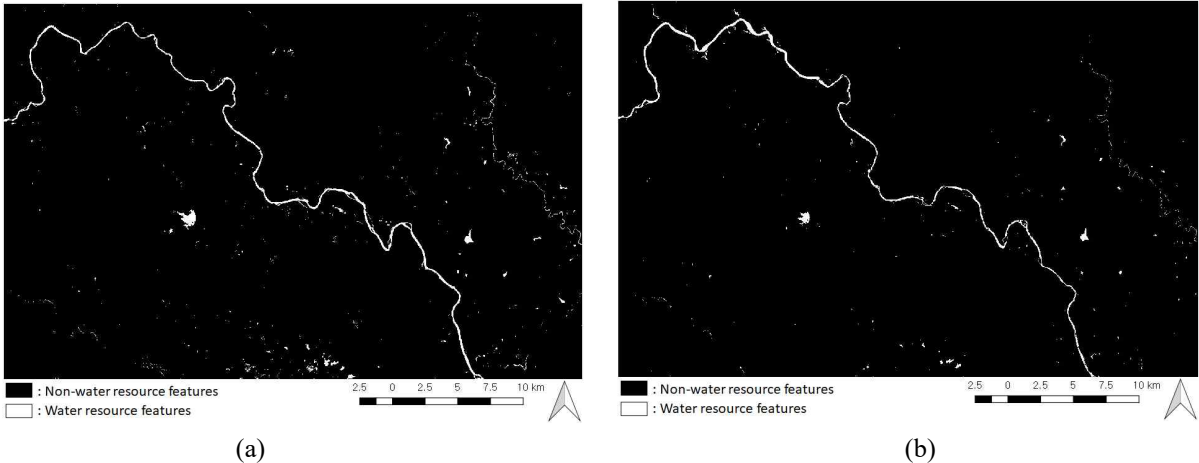 2.5 0 2.5 5 7.5 10 km
: Non-water resource features
: Water resource features
(a)
2.5 0 2.5 5 7.5 10 km
: Non-water resource features
: Water resource features
(b)